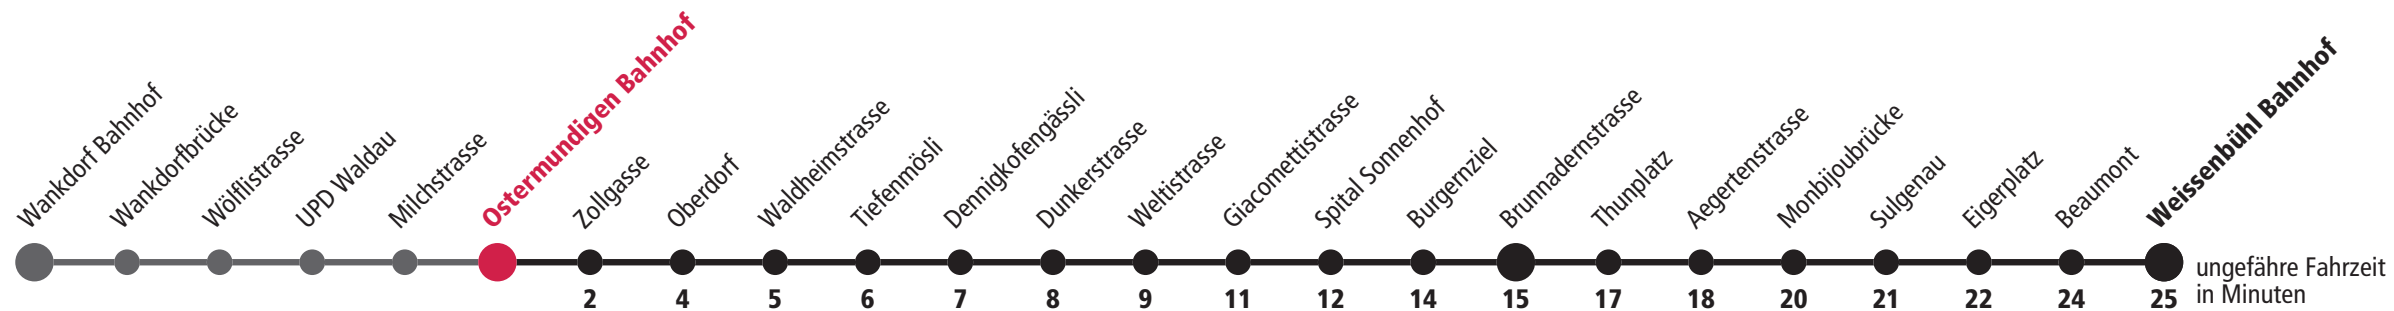 Wankdorf Bahnhof
Wankdorfbrücke
Wölflistrasse
UPD Waldau
Milchstrasse
Ostermundigen Bahnhof
Zollgasse
Oberdorf
Waldheimstrasse
Tiefenmösli
Dennigkofengässli
Dunkerstrasse
Weltistrasse
Giacomettistrasse
Spital Sonnenhof
Burgernziel
Brunnadernstrasse
Thunplatz
Aegertenstrasse
Monbijoubrücke
Sulgenau
Eigerplatz
Beaumont
Weissenbühl Bahnhof
2 4 5 6 7 8 9 11 12 14 15 17 18 20 21 22 24 25
ungefähre Fahrzeit
in Minuten